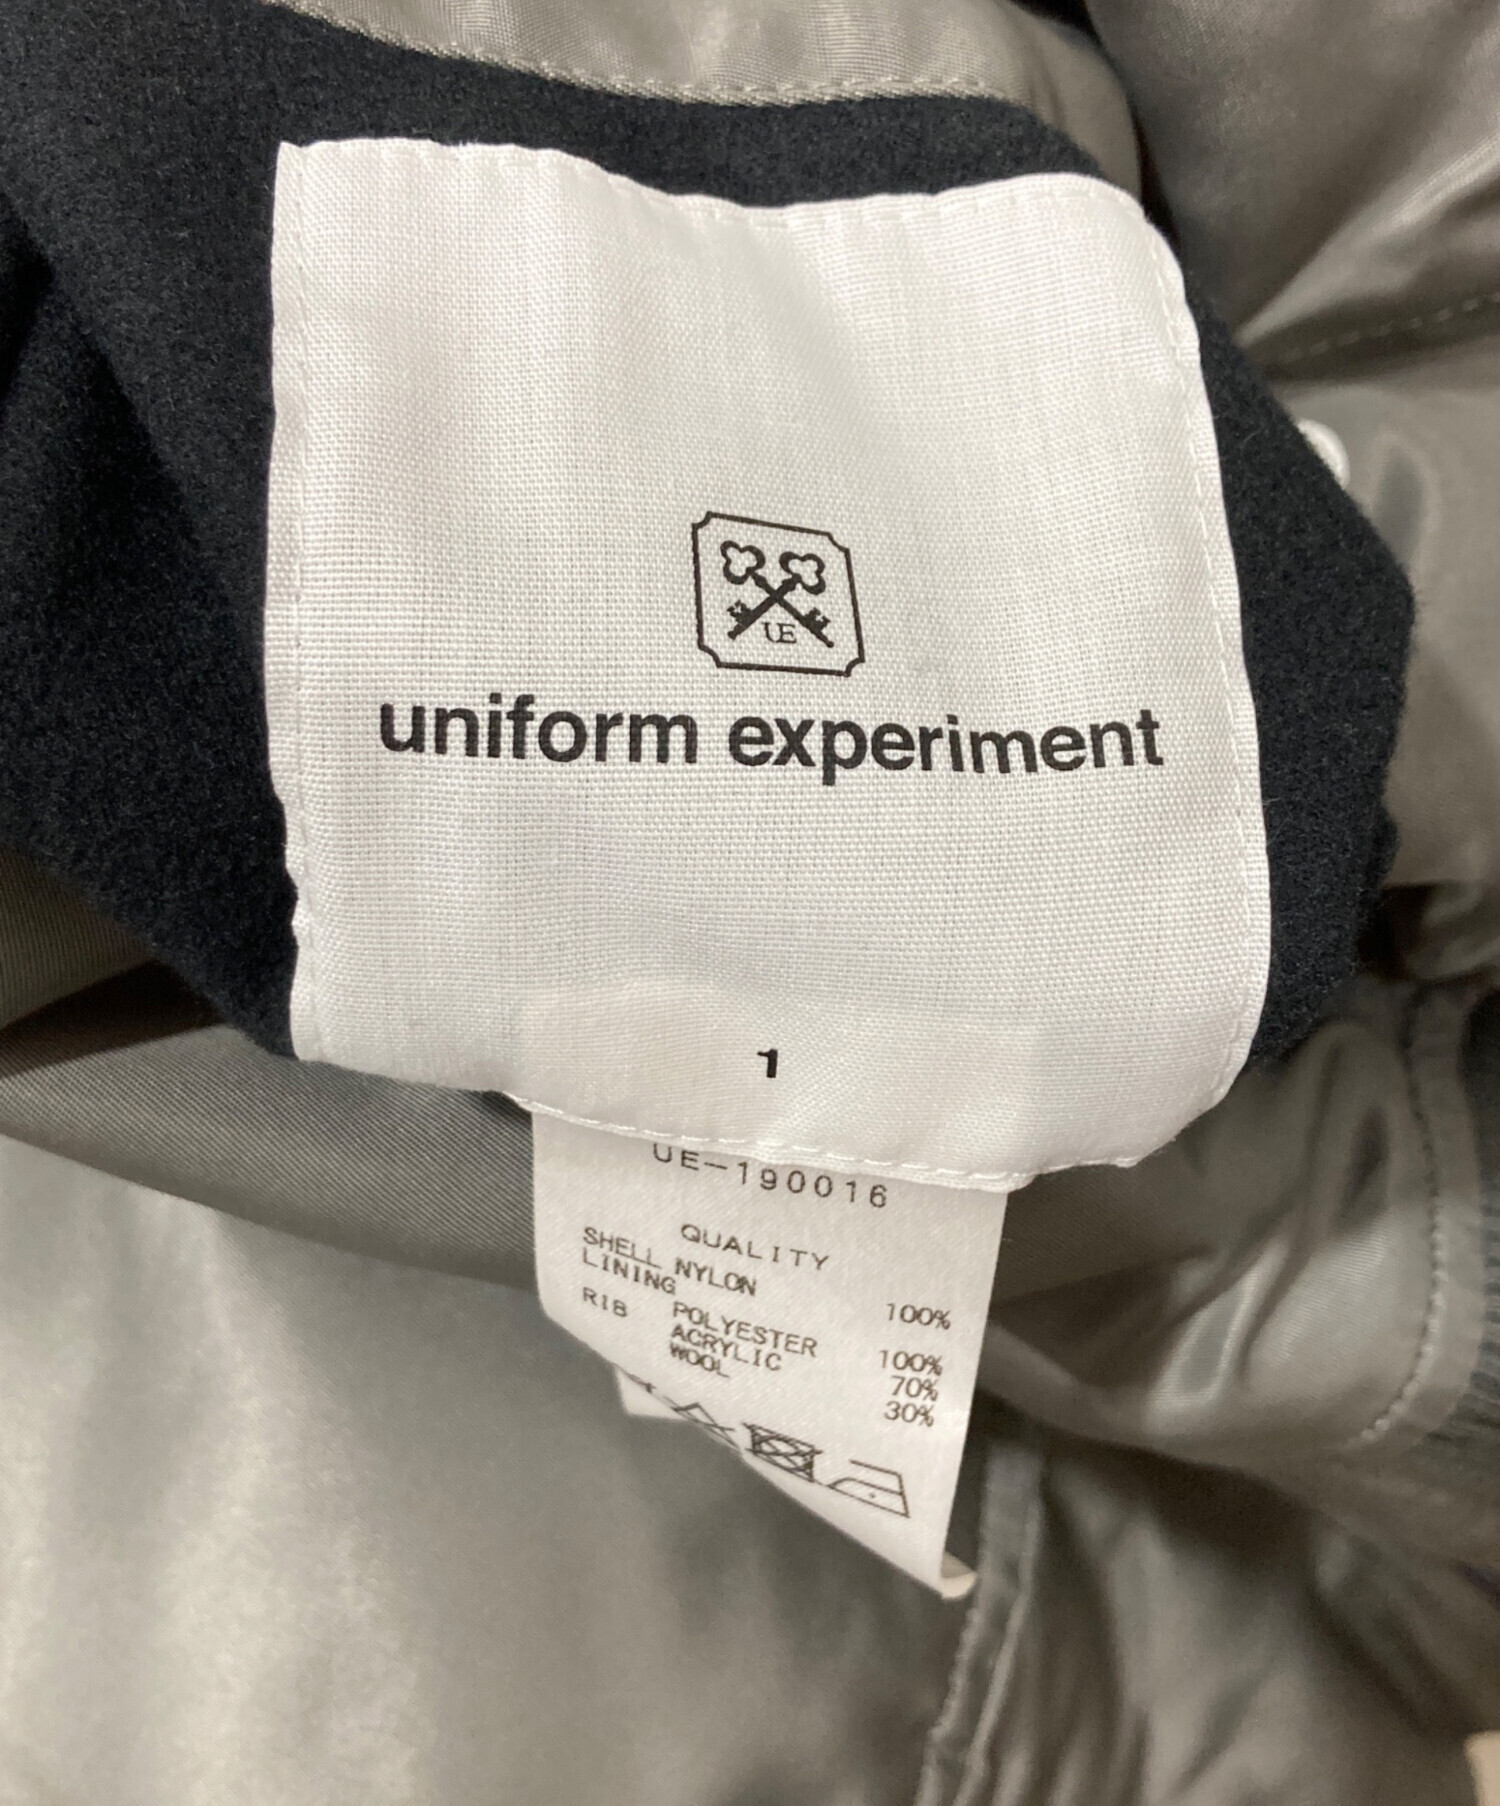 UE
uniform experiment
1
UE-190016
QUALITY
SHELL NYLON 100%
LINING
POLYESTER 100%
RIB ACRYLIC 70%
WOOL 30%